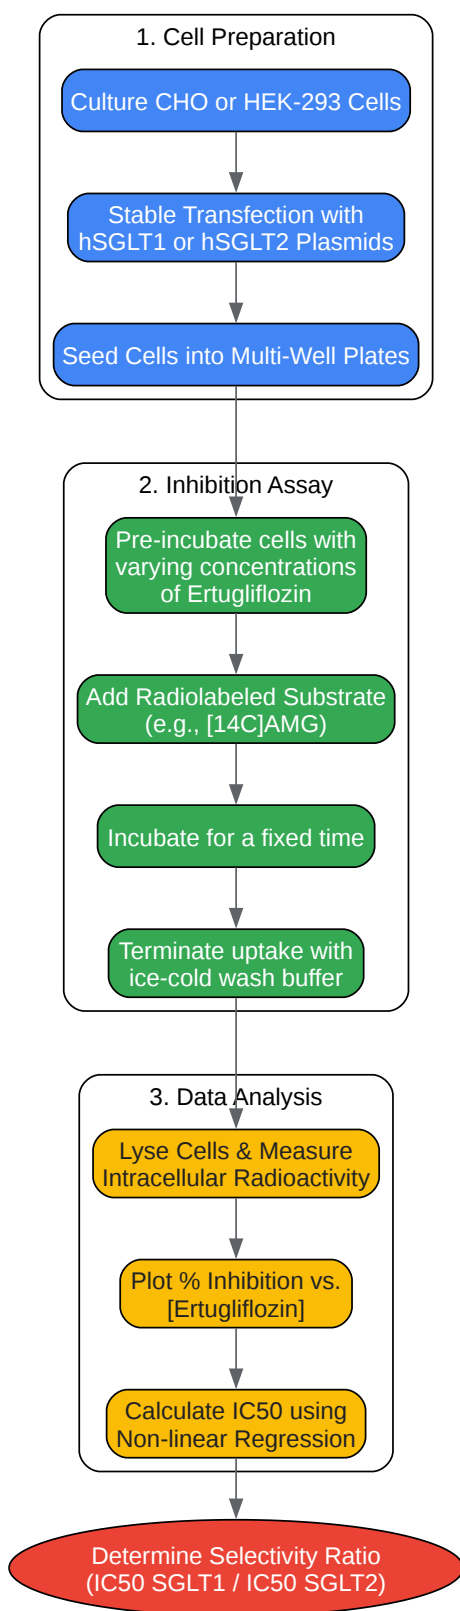 1. Cell Preparation
Culture CHO or HEK-293 Cells
Stable Transfection with
hSGLT1 or hSGLT2 Plasmids
Seed Cells into Multi-Well Plates
2. Inhibition Assay
Pre-incubate cells with
varying concentrations
of Ertugliflozin
Add Radiolabeled Substrate
(e.g., [14C]AMG)
Incubate for a fixed time
Terminate uptake with
ice-cold wash buffer
3. Data Analysis
Lyse Cells & Measure
Intracellular Radioactivity
Plot % Inhibition vs.
[Ertugliflozin]
Calculate IC50 using
Non-linear Regression
Determine Selectivity Ratio
(IC50 SGLT1 / IC50 SGLT2)